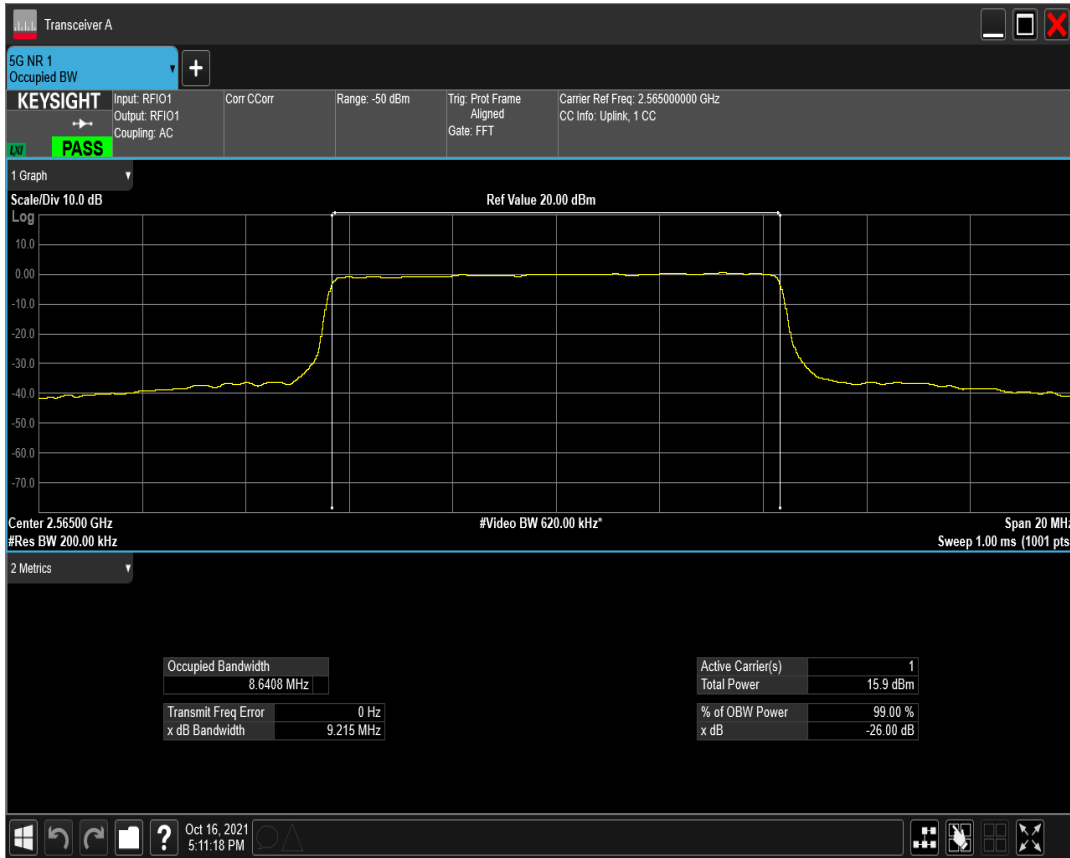 Transceiver A
5G NR 1
Occupied BW
KEYSIGHT
LXI
PASS
Input: RFIO1
Output: RFIO1
Coupling: AC
Corr CCorr
Range: -50 dBm
Trig: Prot Frame
Aligned
Gate: FFT
Carrier Ref Freq: 2.565000000 GHz
CC Info: Uplink, 1 CC
1 Graph
Scale/Div 10.0 dB
Ref Value 20.00 dBm
Log
10.0
0.00
-10.0
-20.0
-30.0
-40.0
-50.0
-60.0
-70.0
Center 2.56500 GHz
#Video BW 620.00 kHz*
Span 20 MHz
#Res BW 200.00 kHz
Sweep 1.00 ms (1001 pts
2 Metrics
Occupied Bandwidth
8.6408 MHz
Transmit Freq Error 0 Hz
x dB Bandwidth 9.215 MHz
Active Carrier(s) 1
Total Power 15.9 dBm
% of OBW Power 99.00 %
x dB -26.00 dB
?
Oct 16, 2021
5:11:18 PM